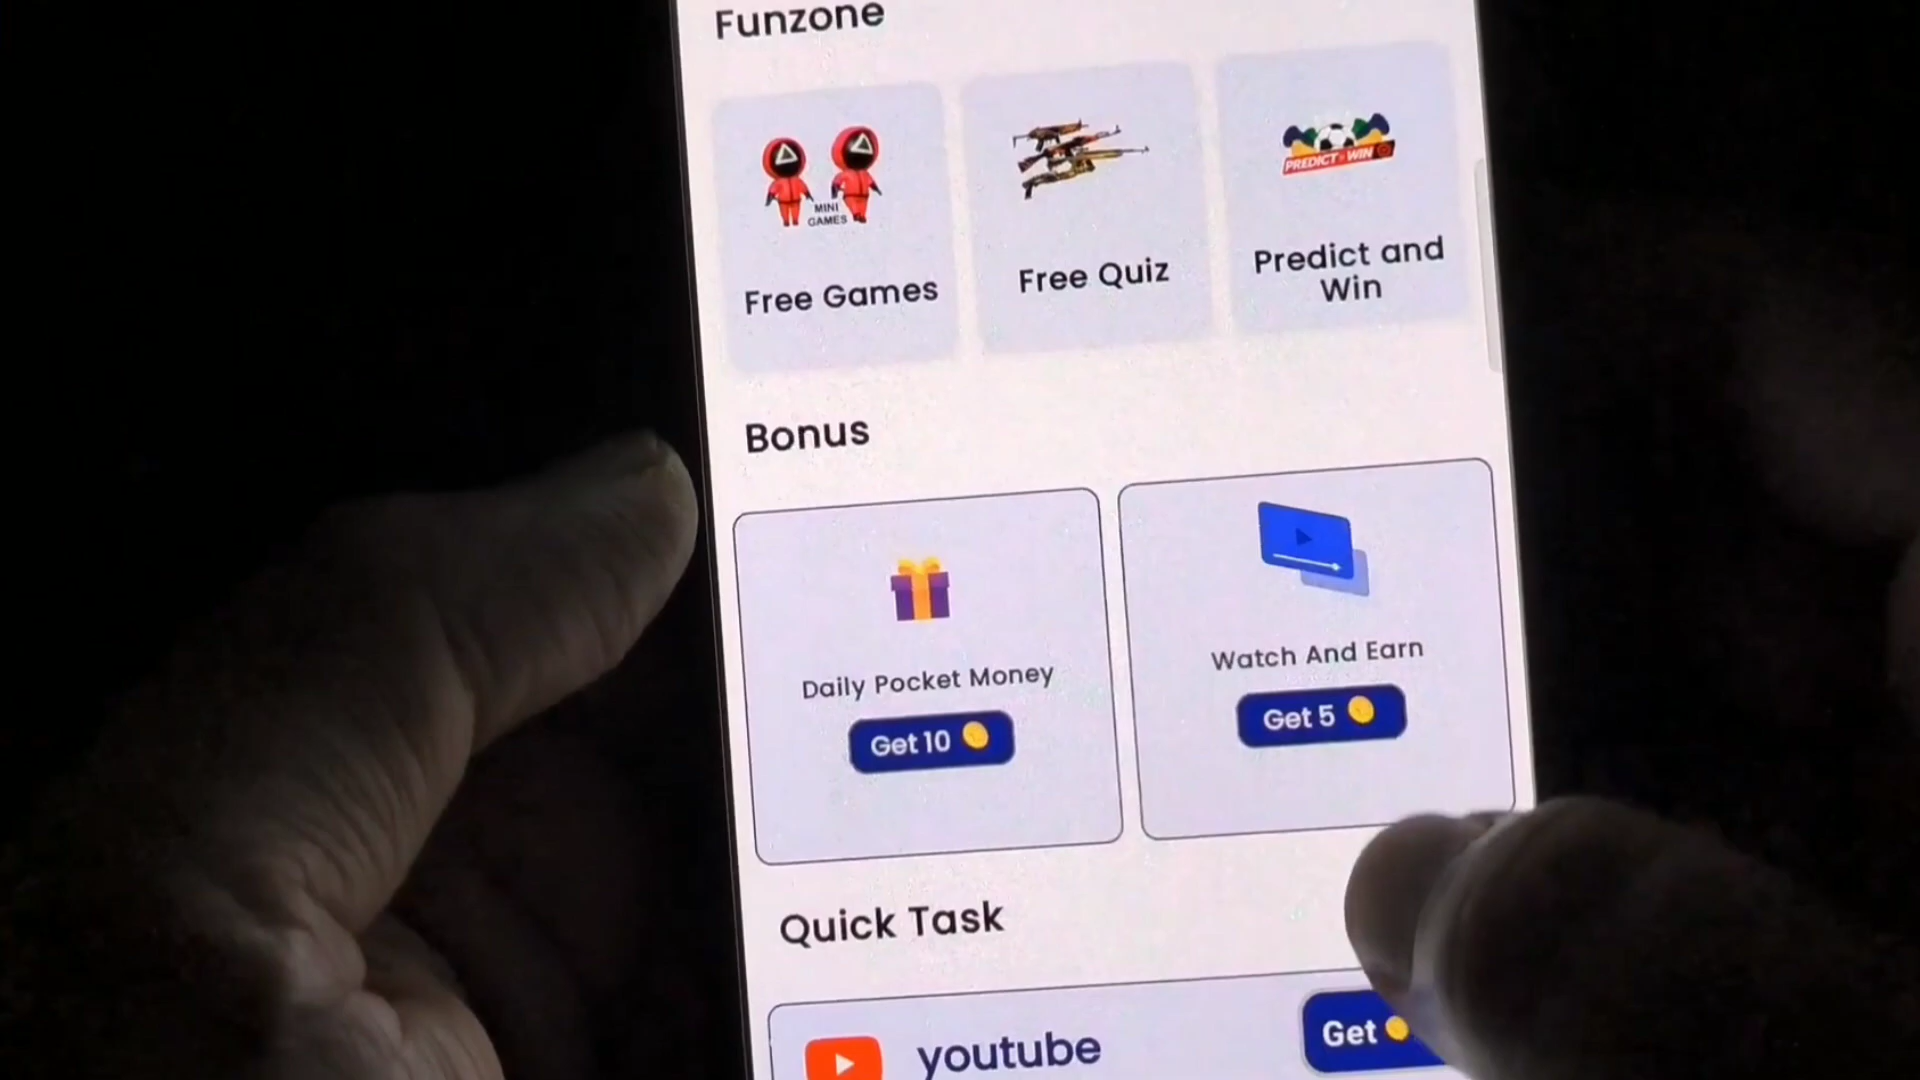 Funzone
MINI
GAMES
PREDICT WIN
Free Games
Free Quiz
Predict and
Win
Bonus
Daily Pocket Money
Get 10
Watch And Earn
Get 5
Quick Task
youtube
Get